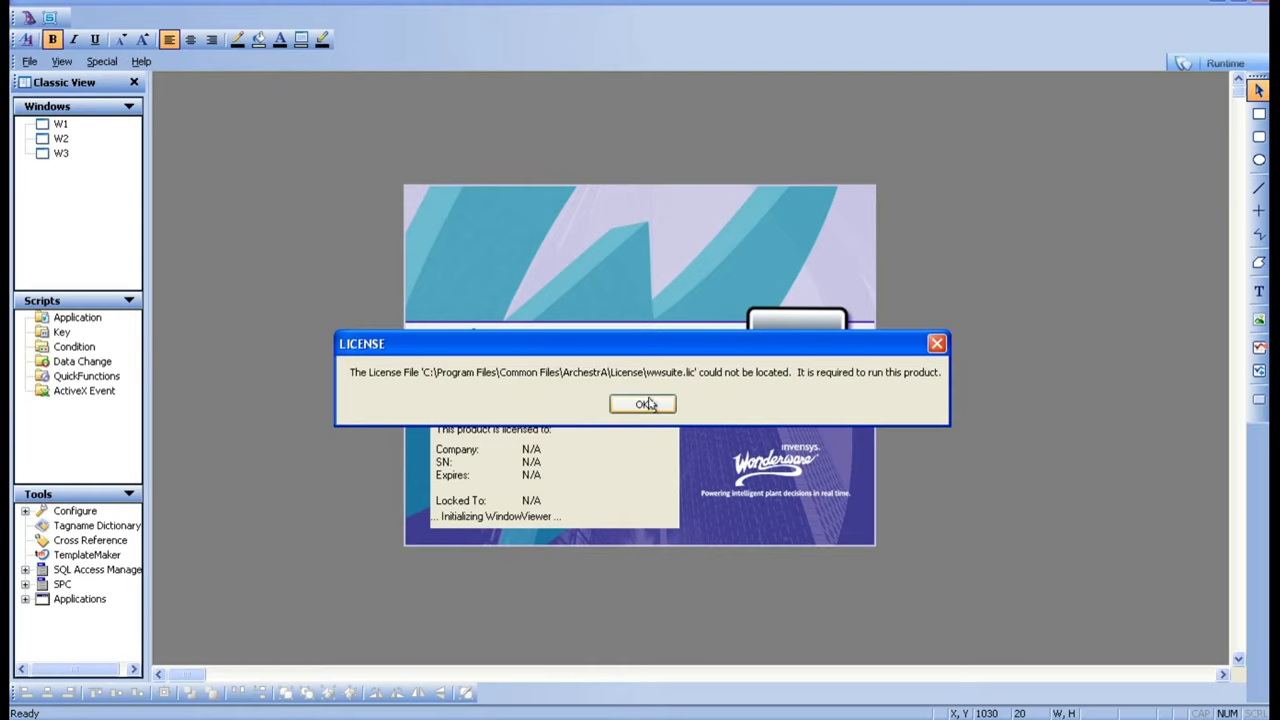 B I U
File View Special Help
Runtime
Classic View
Windows
W1
W2
W3
Scripts
Application
Key
Condition
Data Change
QuickFunctions
ActiveX Event
Tools
Configure
Tagname Dictionary
Cross Reference
TemplateMaker
SQL Access Manage
SPC
Applications
LICENSE
The License File 'C:\Program Files\Common Files\ArchestrA\License\wwsuite.lic' could not be located. It is required to run this product.
OK
This product is licensed to:
Company: N/A
SN: N/A
Expires: N/A
Locked To: N/A
... Initializing WindowViewer ...
invensys.
Wonderware
Powering intelligent plant decisions in real time.
T
Ready
X, Y 1030 20 W, H CAP NUM SCRL